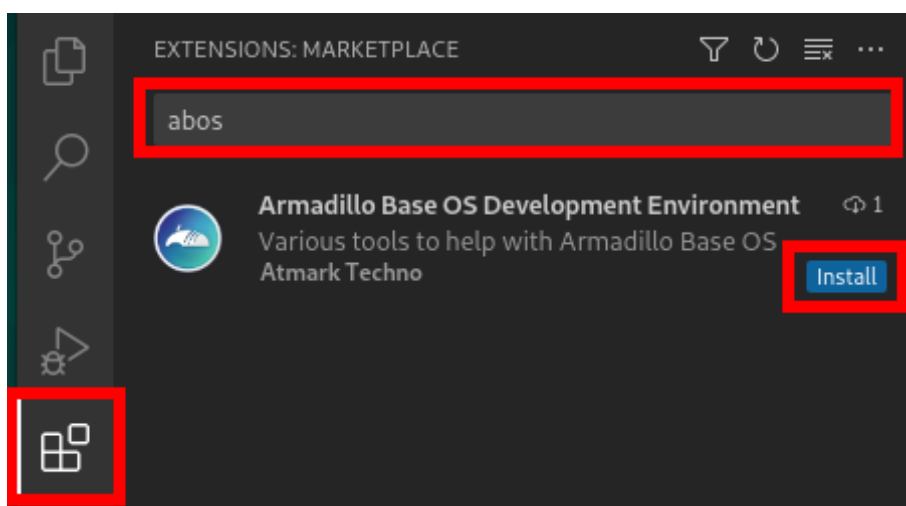 EXTENSIONS: MARKETPLACE
abos
Armadillo Base OS Development Environment 1
Various tools to help with Armadillo Base OS
Atmark Techno
Install